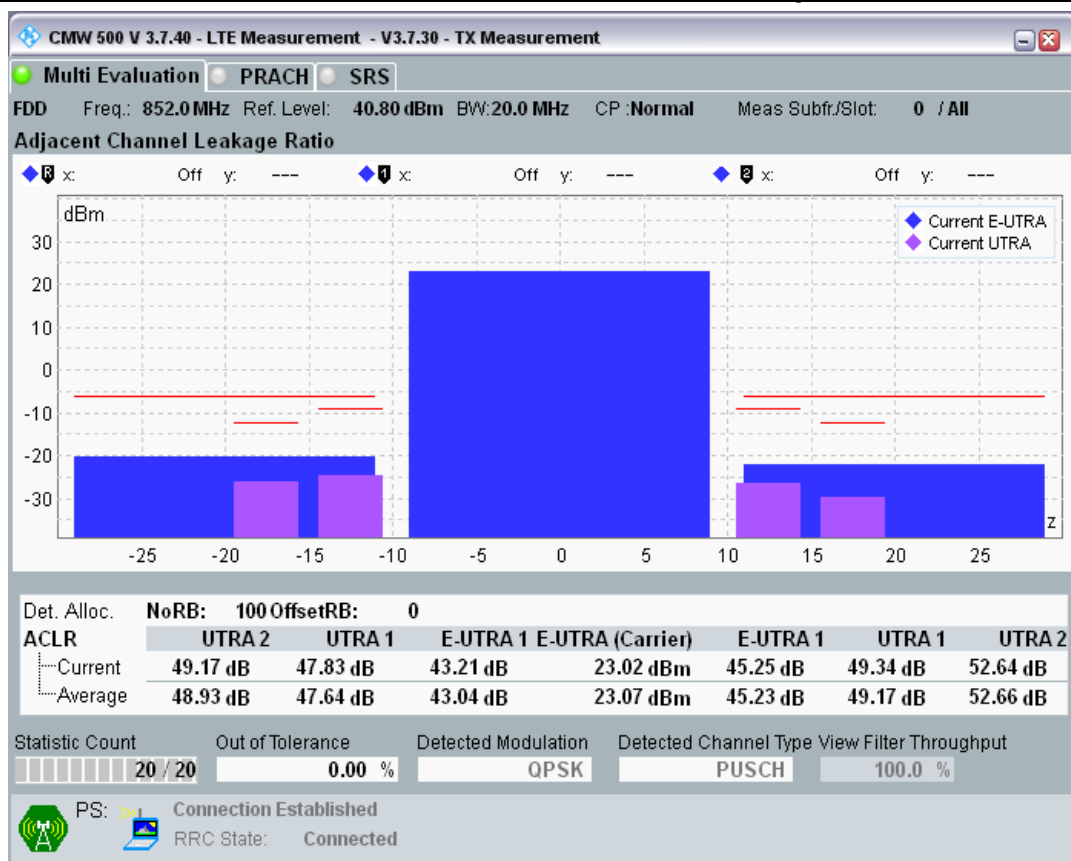 CMW 500 V 3.7.40 - LTE Measurement - V3.7.30 - TX Measurement
Multi Evaluation PRACH SRS
FDD Freq.: 852.0 MHz Ref. Level: 40.80 dBm BW:20.0 MHz CP :Normal Meas Subfr./Slot: 0 / All
Adjacent Channel Leakage Ratio
R x: Off y: --- 1 x: Off y: --- 2 x: Off y: ---
dBm
Current E-UTRA
Current UTRA
30
20
10
0
-10
-20
-30
z
-25 -20 -15 -10 -5 0 5 10 15 20 25
Det. Alloc. NoRB: 100 OffsetRB: 0
ACLR UTRA 2 UTRA 1 E-UTRA 1 E-UTRA (Carrier) E-UTRA 1 UTRA 1 UTRA 2
Current 49.17 dB 47.83 dB 43.21 dB 23.02 dBm 45.25 dB 49.34 dB 52.64 dB
Average 48.93 dB 47.64 dB 43.04 dB 23.07 dBm 45.23 dB 49.17 dB 52.66 dB
Statistic Count Out of Tolerance Detected Modulation Detected Channel Type View Filter Throughput
20 / 20 0.00 % QPSK PUSCH 100.0 %
PS: Connection Established
RRC State: Connected